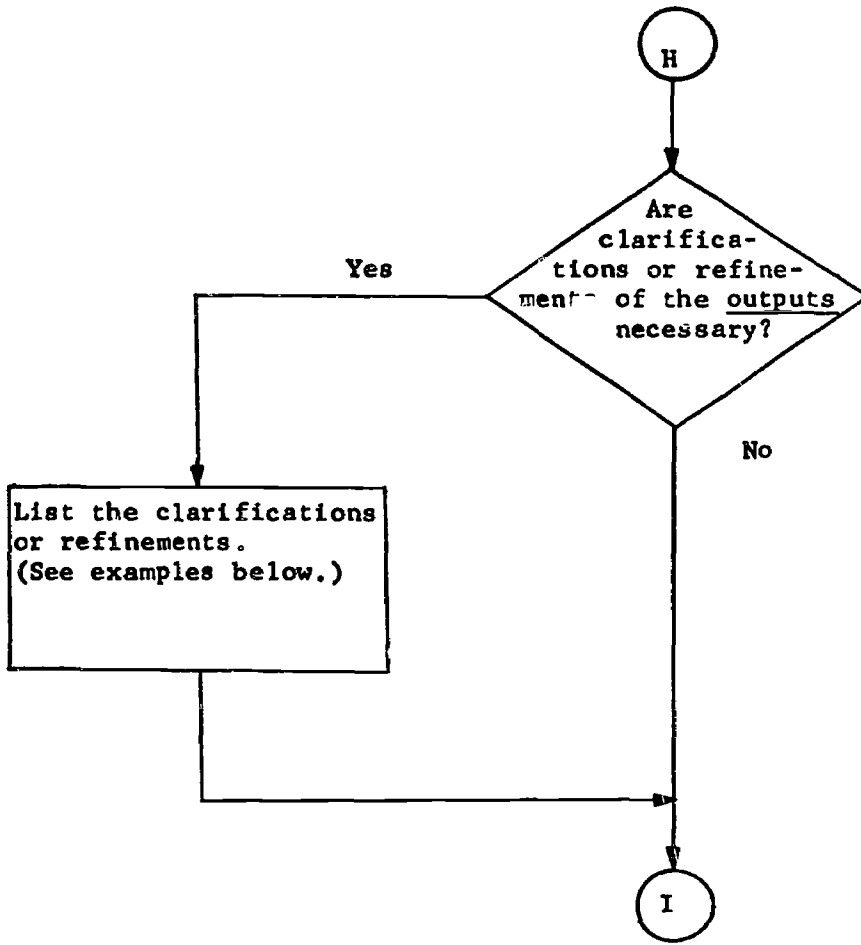 H
Are
clarifica-
tions or refine-
of the outputs
necessary?
Yes
No
List the clarifications
or refinements.
(See examples below.)
I